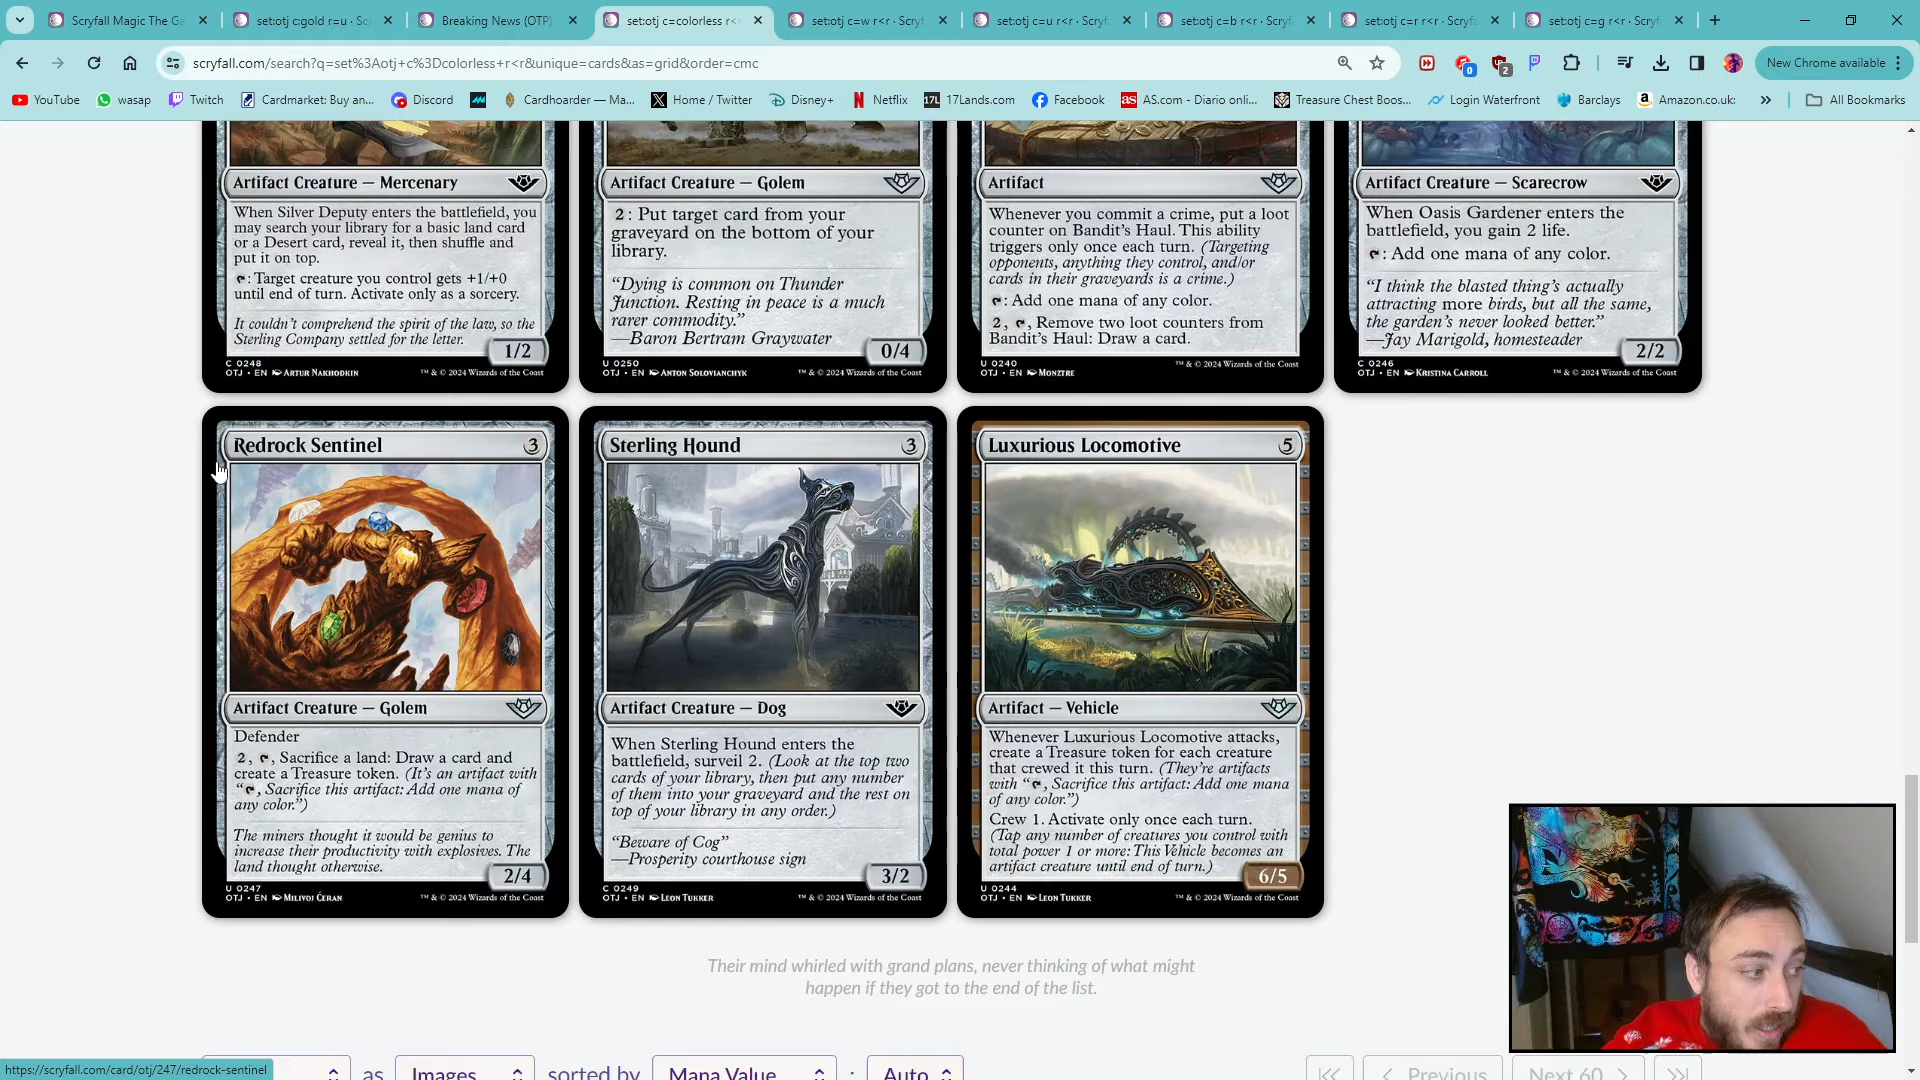 Scryfall Magic The Ga
set:otj c:gold r=u · Sc
Breaking News (OTP)
set:otj c=colorless r<r
set:otj c=w r<r · Scryf
set:otj c=u r<r · Scryf
set:otj c=b r<r · Scryf
set:otj c=r r<r · Scryfa
set:otj c=g r<r · Scryf
scryfall.com/search?q=set%3Aotj+c%3Dcolorless+r<r&unique=cards&as=grid&order=cmc
New Chrome available
YouTube
wasap
Twitch
Cardmarket: Buy an...
Discord
Cardhoarder — Ma...
Home / Twitter
Disney+
Netflix
17Lands.com
Facebook
AS.com - Diario onli...
Treasure Chest Boos...
Login Waterfront
Barclays
Amazon.co.uk:
All Bookmarks
Artifact Creature — Mercenary
When Silver Deputy enters the battlefield, you
may search your library for a basic land card
or a Desert card, reveal it, then shuffle and
put it on top.
: Target creature you control gets +1/+0
until end of turn. Activate only as a sorcery.
It couldn't comprehend the spirit of the law, so the
Sterling Company settled for the letter.
1/2
C 0248
OTJ • EN Artur Nakhodkin
™ & © 2024 Wizards of the Coast
Artifact Creature — Golem
2: Put target card from your
graveyard on the bottom of your
library.
“Dying is common on Thunder
Junction. Resting in peace is a much
rarer commodity.”
—Baron Bertram Graywater
0/4
U 0250
OTJ • EN Anton Solovianchyk
™ & © 2024 Wizards of the Coast
Artifact
Whenever you commit a crime, put a loot
counter on Bandit's Haul. This ability
triggers only once each turn. (Targeting
opponents, anything they control, and/or
cards in their graveyards is a crime.)
: Add one mana of any color.
2, , Remove two loot counters from
Bandit's Haul: Draw a card.
U 0240
OTJ • EN Monztre
™ & © 2024 Wizards of the Coast
Artifact Creature — Scarecrow
When Oasis Gardener enters the
battlefield, you gain 2 life.
: Add one mana of any color.
“I think the blasted thing's actually
attracting more birds, but all the same,
the garden's never looked better.”
—Jay Marigold, homesteader
2/2
C 0246
OTJ • EN Kristina Carroll
™ & © 2024 Wizards of the Coast
Redrock Sentinel 3
Artifact Creature — Golem
Defender
2, , Sacrifice a land: Draw a card and
create a Treasure token. (It's an artifact with
“, Sacrifice this artifact: Add one mana of
any color.”)
The miners thought it would be genius to
increase their productivity with explosives. The
land thought otherwise.
2/4
U 0247
OTJ • EN Milivoj Ćeran
™ & © 2024 Wizards of the Coast
Sterling Hound 3
Artifact Creature — Dog
When Sterling Hound enters the
battlefield, surveil 2. (Look at the top two
cards of your library, then put any number
of them into your graveyard and the rest on
top of your library in any order.)
“Beware of Cog”
—Prosperity courthouse sign
3/2
C 0249
OTJ • EN Leon Tukker
™ & © 2024 Wizards of the Coast
Luxurious Locomotive 5
Artifact — Vehicle
Whenever Luxurious Locomotive attacks,
create a Treasure token for each creature
that crewed it this turn. (They're artifacts
with “, Sacrifice this artifact: Add one mana
of any color.”)
Crew 1. Activate only once each turn.
(Tap any number of creatures you control with
total power 1 or more: This Vehicle becomes an
artifact creature until end of turn.)
6/5
U 0244
OTJ • EN Leon Tukker
™ & © 2024 Wizards of the Coast
Their mind whirled with grand plans, never thinking of what might
happen if they got to the end of the list.
https://scryfall.com/card/otj/247/redrock-sentinel
as Images sorted by Mana Value : Auto
Previous
Next 60